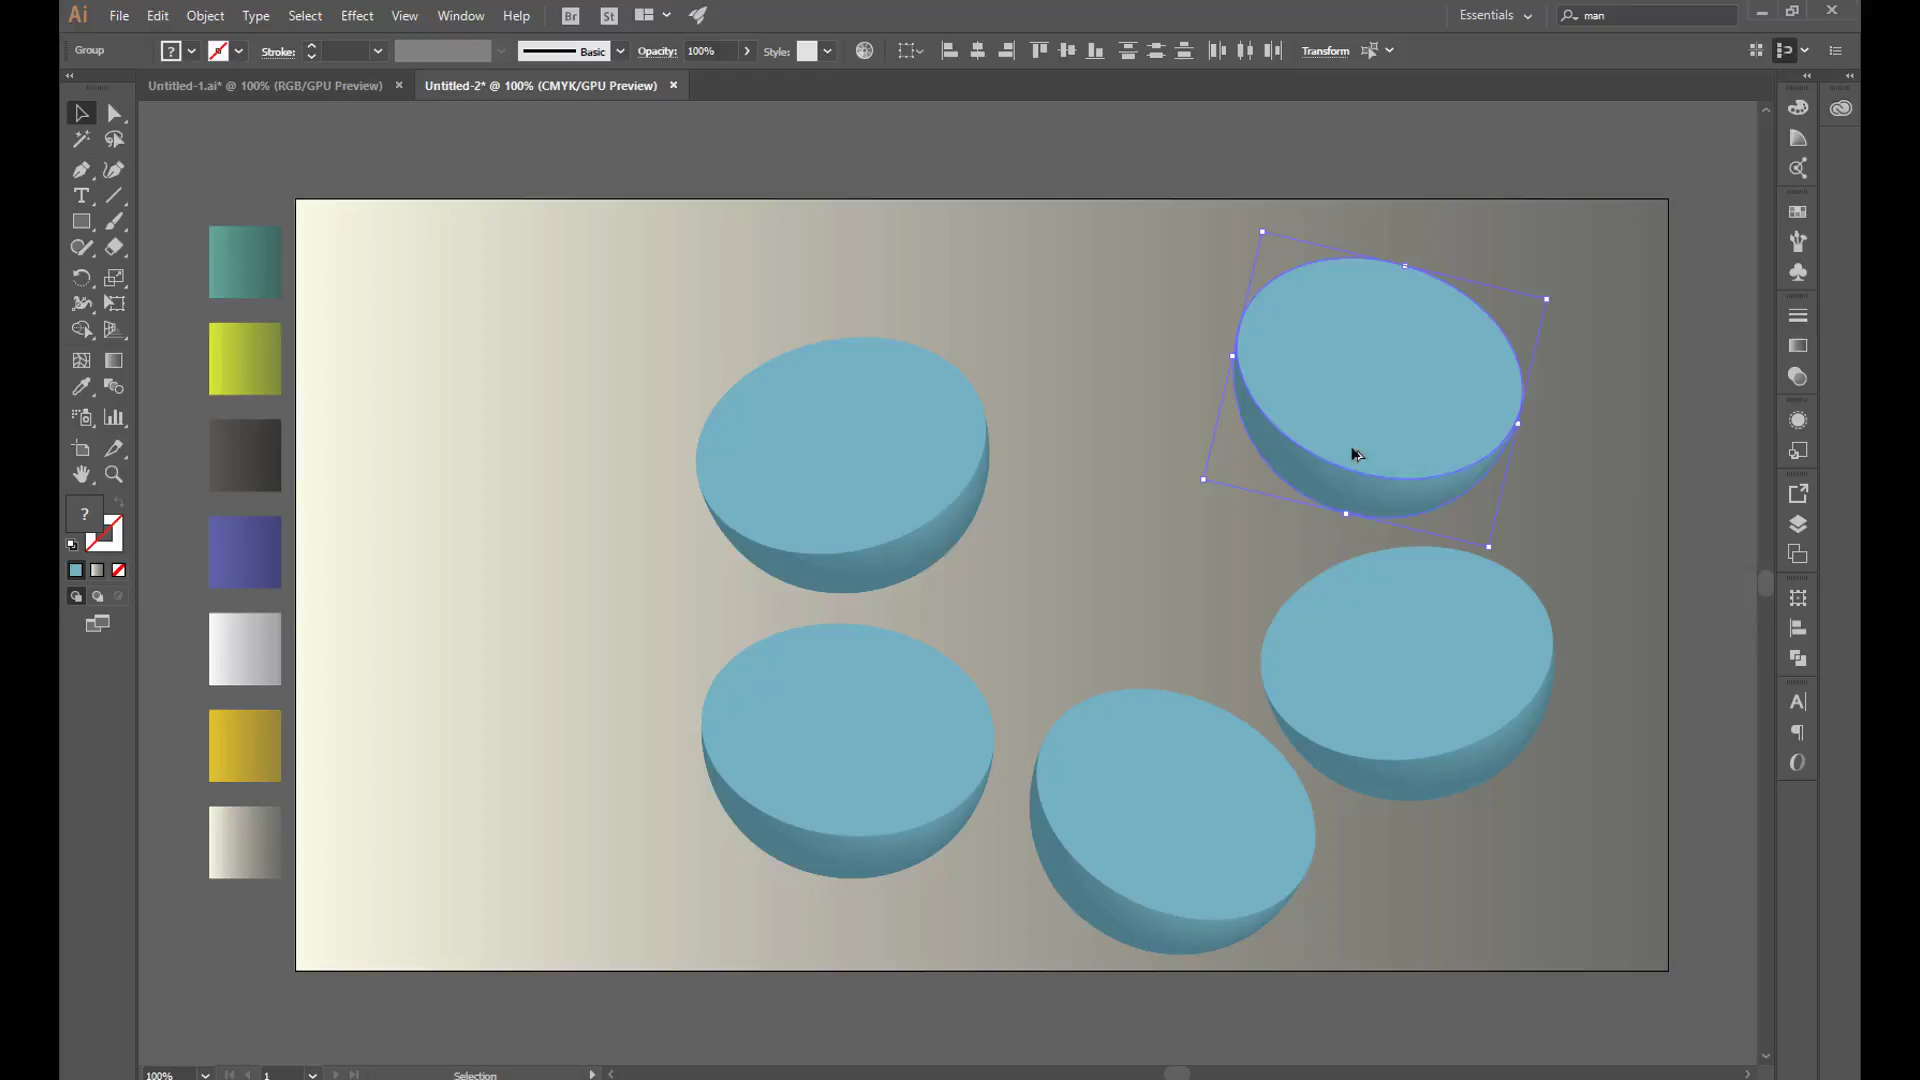 Ai File Edit Object Type Select Effect View Window Help Br St Essentials man
Group ? Stroke: Basic Opacity: 100% Style: Transform
Untitled-1.ai* @ 100% (RGB/GPU Preview) × Untitled-2* @ 100% (CMYK/GPU Preview) ×
?
100% 1 Selection